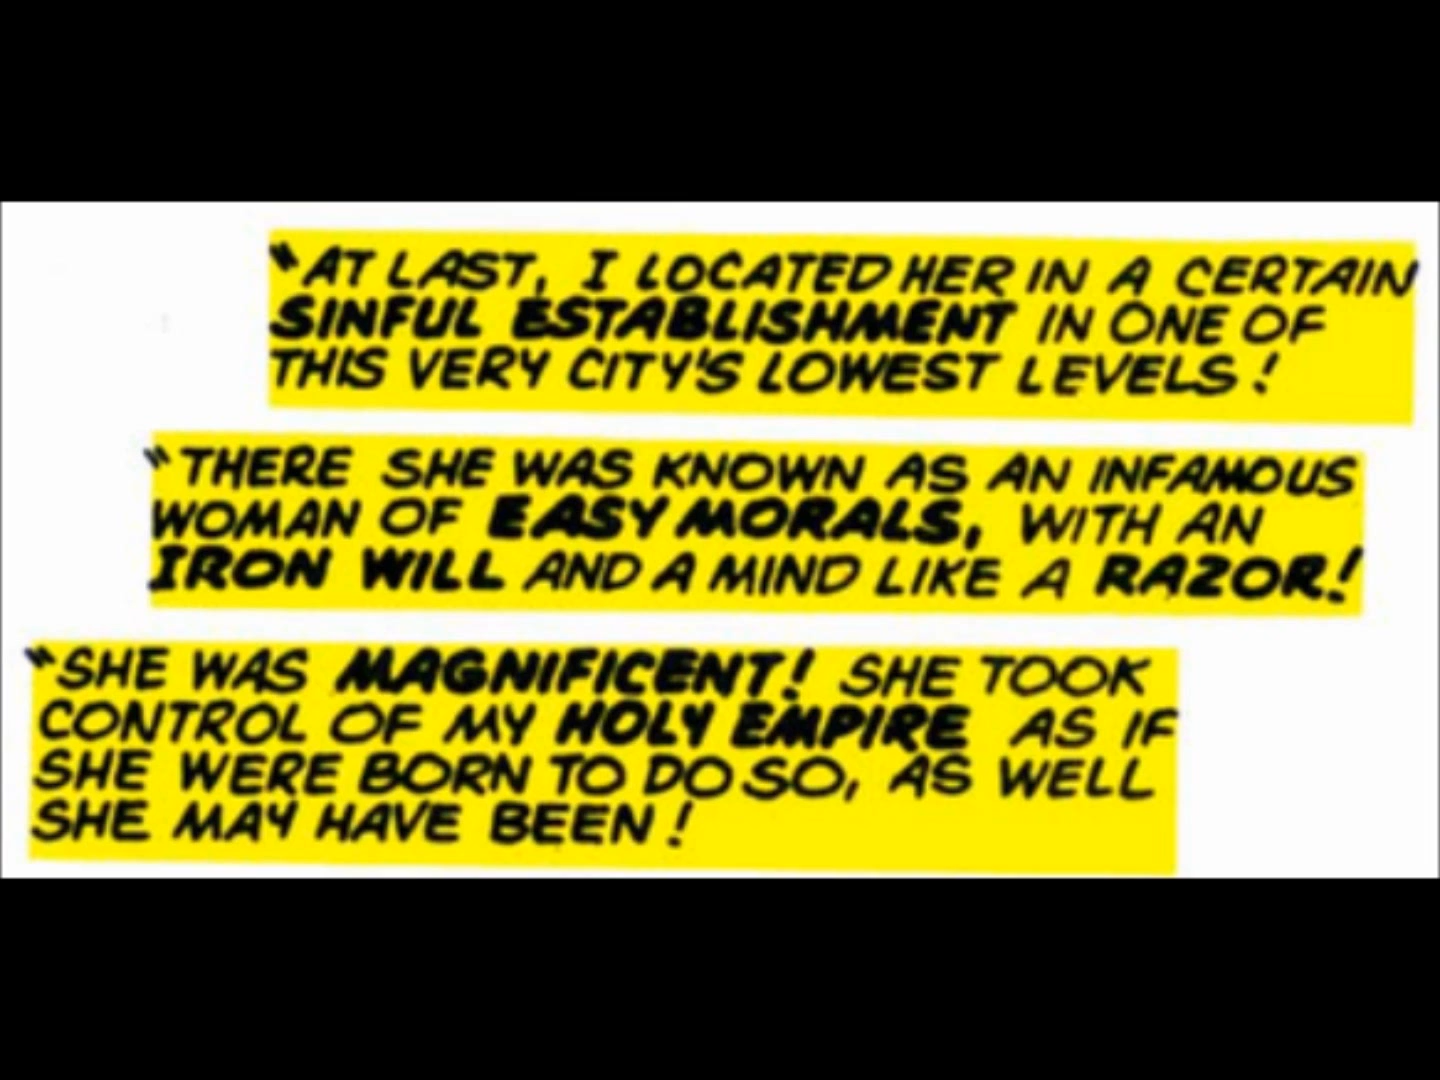 "AT LAST, I LOCATED HER IN A CERTAIN
SINFUL ESTABLISHMENT IN ONE OF
THIS VERY CITY'S LOWEST LEVELS!
"THERE SHE WAS KNOWN AS AN INFAMOUS
WOMAN OF EASY MORALS, WITH AN
IRON WILL AND A MIND LIKE A RAZOR!
"SHE WAS MAGNIFICENT! SHE TOOK
CONTROL OF MY HOLY EMPIRE AS IF
SHE WERE BORN TO DO SO, AS WELL
SHE MAY HAVE BEEN!